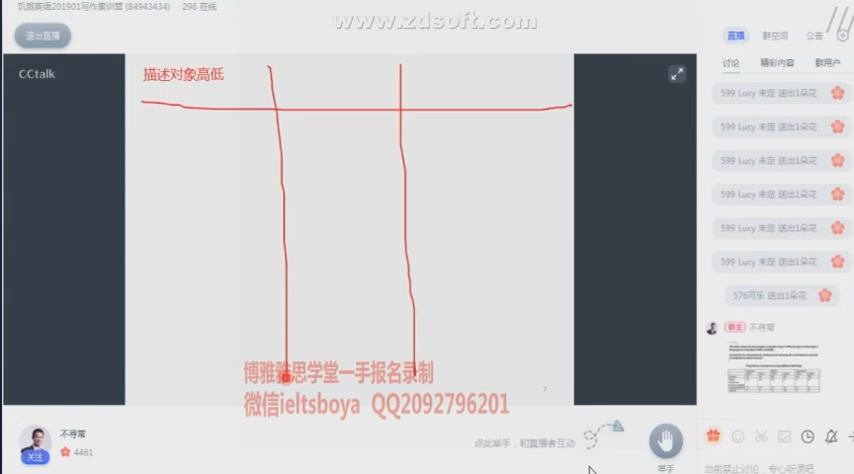 饥饿英语201901写作集训营 (84943434) 296 在线
www.zdsoft.com
送出直播
直播 群空间 公告
讨论 精彩内容 群用户
CCtalk
描述对象高低
599 Lucy 未定 送出1朵花
599 Lucy 未定 送出1朵花
599 Lucy 未定 送出1朵花
599 Lucy 未定 送出1朵花
599 Lucy 未定 送出1朵花
599 Lucy 未定 送出1朵花
576可乐 送出1朵花
群主 不寻常
博雅雅思学堂一手报名录制
微信ieltsboya QQ2092796201
7
不寻常
4461
关注
点此举手，和直播者互动
举手
当前禁止讨论，专心听课吧